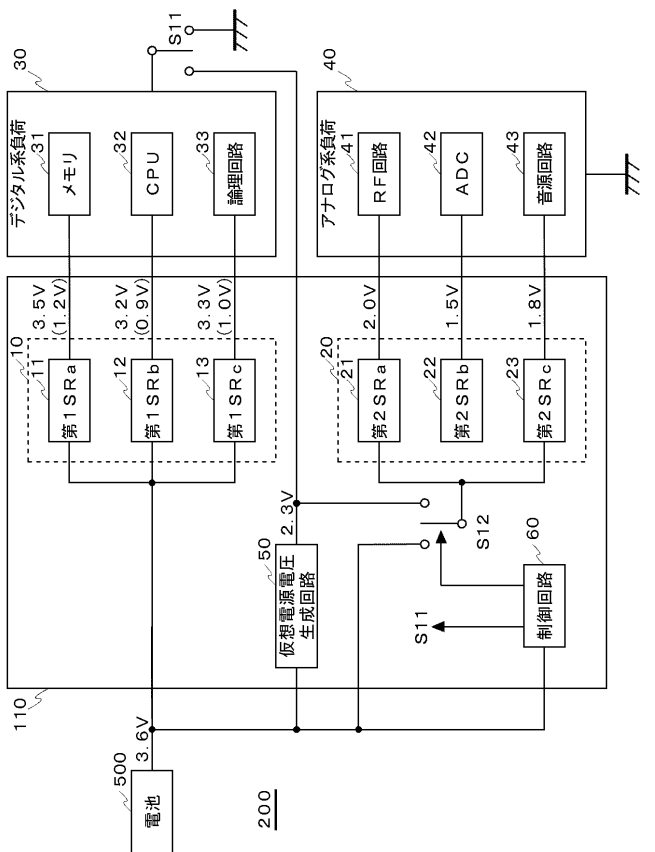 200
500
電池
3.6V
110
10
11
第1SRa
12
第1SRb
13
第1SRc
3.5V
(1.2V)
3.2V
(0.9V)
3.3V
(1.0V)
30
デジタル系負荷
31
メモリ
32
CPU
33
論理回路
S11
50
仮想電源電圧
生成回路
2.3V
S12
S11
60
制御回路
20
21
第2SRa
22
第2SRb
23
第2SRc
2.0V
1.5V
1.8V
40
アナログ系負荷
41
RF回路
42
ADC
43
音源回路